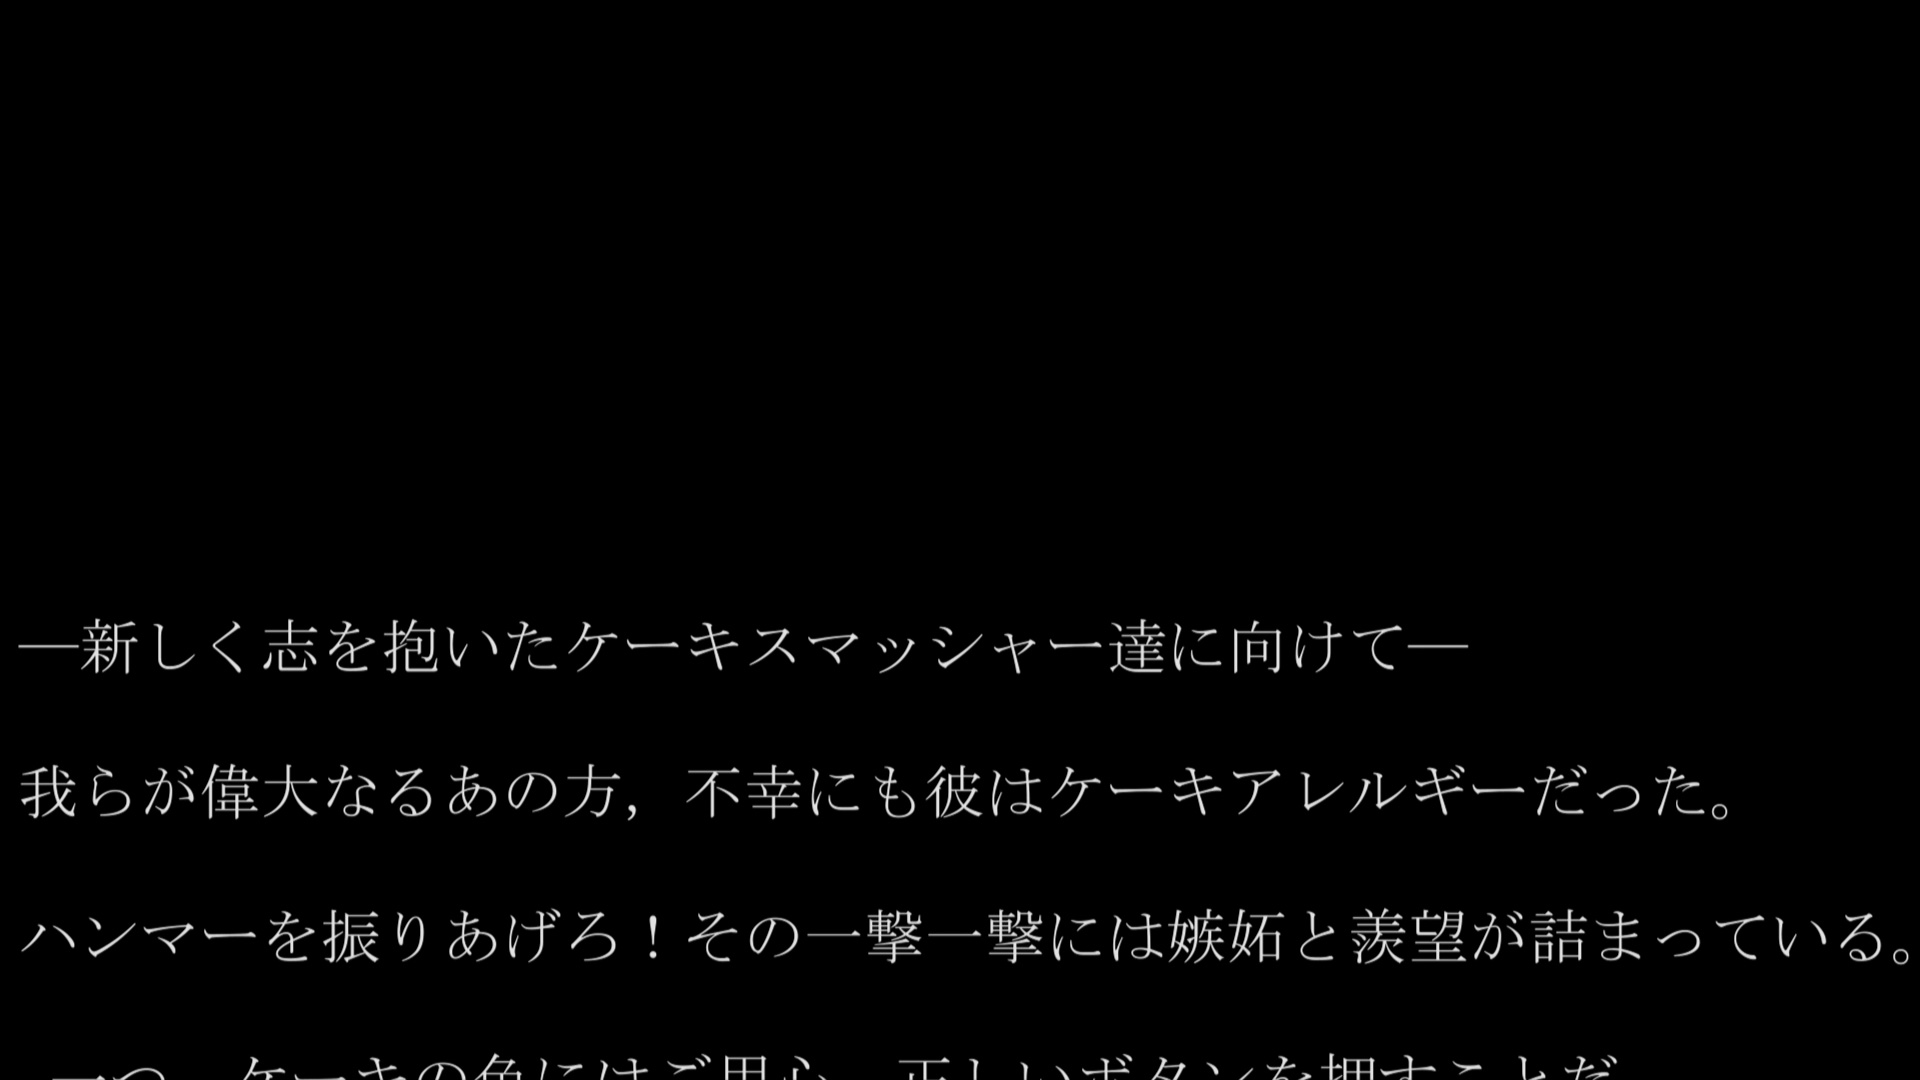 ―新しく志を抱いたケーキスマッシャー達に向けて―
我らが偉大なるあの方，不幸にも彼はケーキアレルギーだった。
ハンマーを振りあげろ！その一撃一撃には嫉妬と羨望が詰まっている。
一つ、ケーキの色にはご用心、正しいボタンを押すことだ